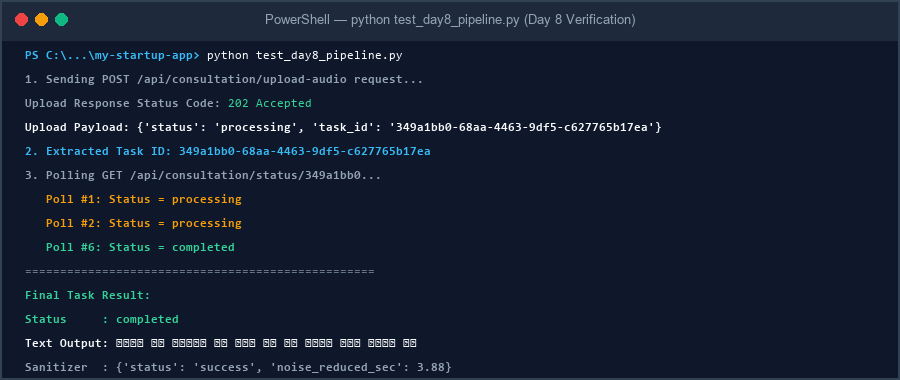 PowerShell — python test_day8_pipeline.py (Day 8 Verification)
PS C:\...\my-startup-app> python test_day8_pipeline.py
1. Sending POST /api/consultation/upload-audio request...
Upload Response Status Code: 202 Accepted
Upload Payload: {'status': 'processing', 'task_id': '349a1bb0-68aa-4463-9df5-c627765b17ea'}
2. Extracted Task ID: 349a1bb0-68aa-4463-9df5-c627765b17ea
3. Polling GET /api/consultation/status/349a1bb0...
Poll #1: Status = processing
Poll #2: Status = processing
Poll #6: Status = completed
==================================================
Final Task Result:
Status : completed
Text Output:
Sanitizer : {'status': 'success', 'noise_reduced_sec': 3.88}